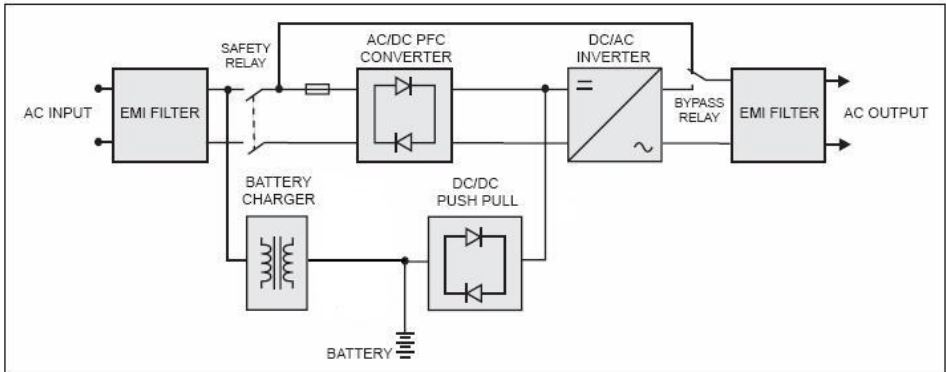 SAFETY
RELAY
AC/DC PFC
CONVERTER
DC/AC
INVERTER
AC INPUT
EMI FILTER
BYPASS
RELAY
EMI FILTER
AC OUTPUT
BATTERY
CHARGER
DC/DC
PUSH PULL
BATTERY